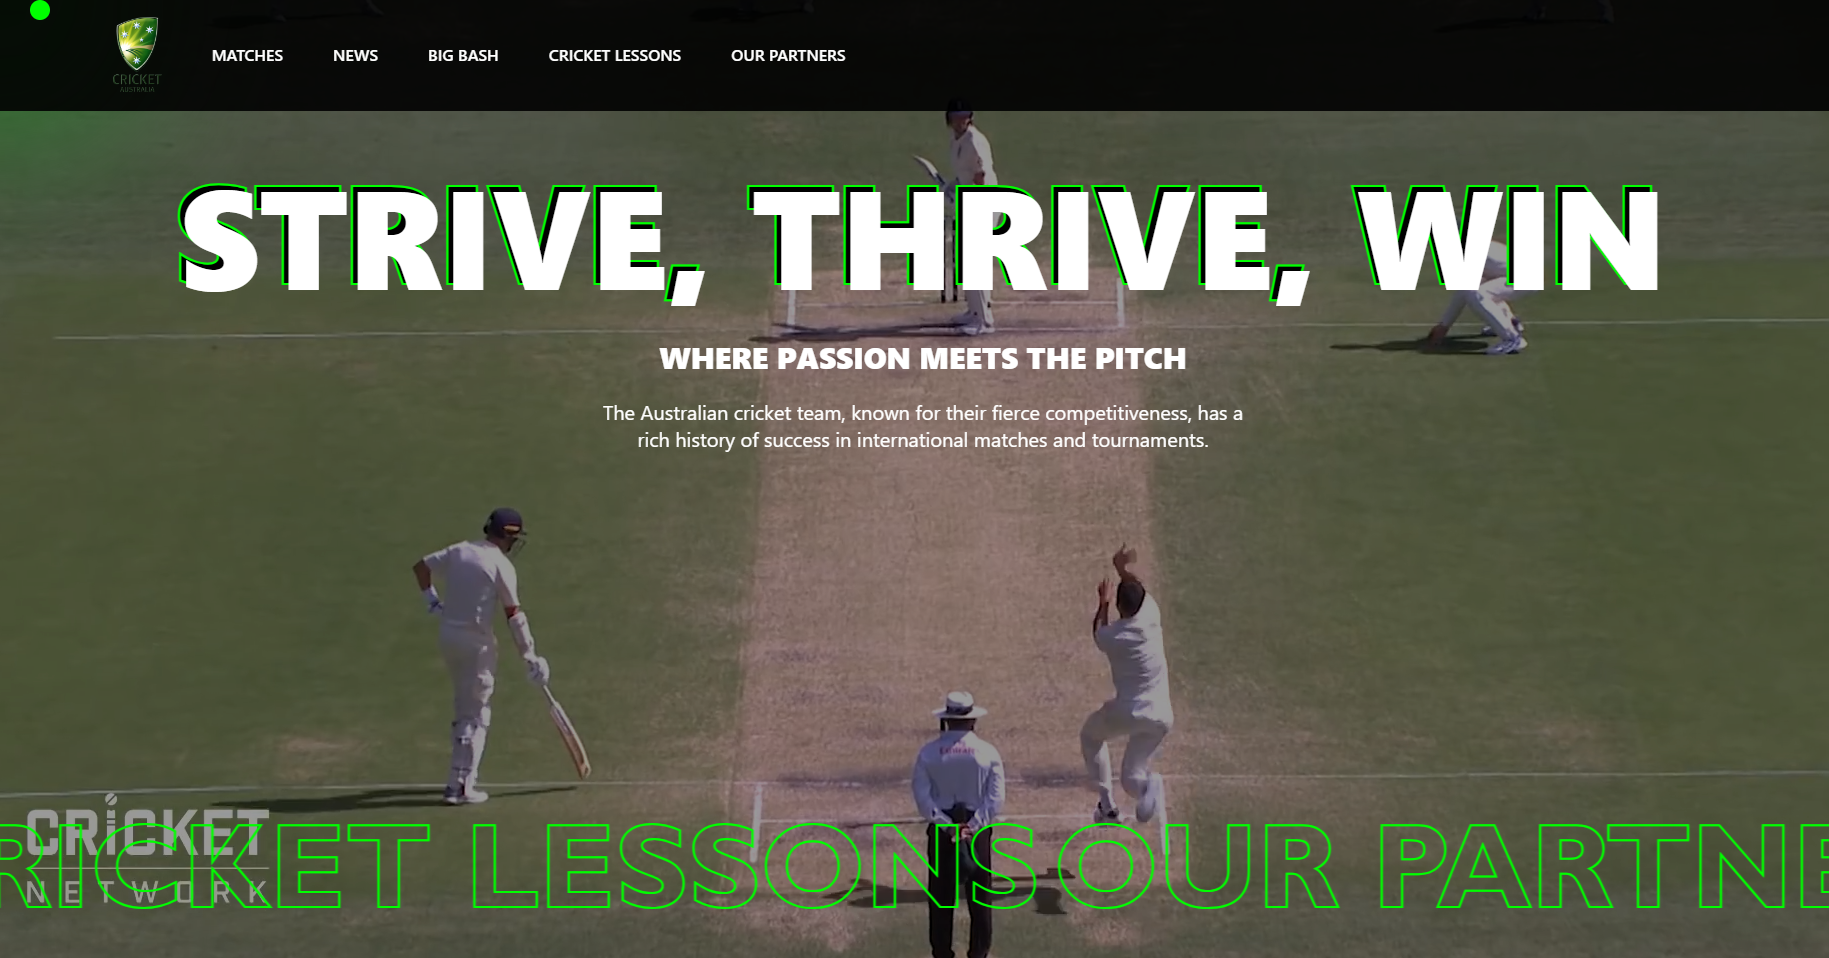 CRICKET
AUSTRALIA
MATCHES
NEWS
BIG BASH
CRICKET LESSONS
OUR PARTNERS
STRIVE, THRIVE, WIN
WHERE PASSION MEETS THE PITCH
The Australian cricket team, known for their fierce competitiveness, has a
rich history of success in international matches and tournaments.
CRICKET
NETWORK
RICKET LESSONS OUR PARTNE